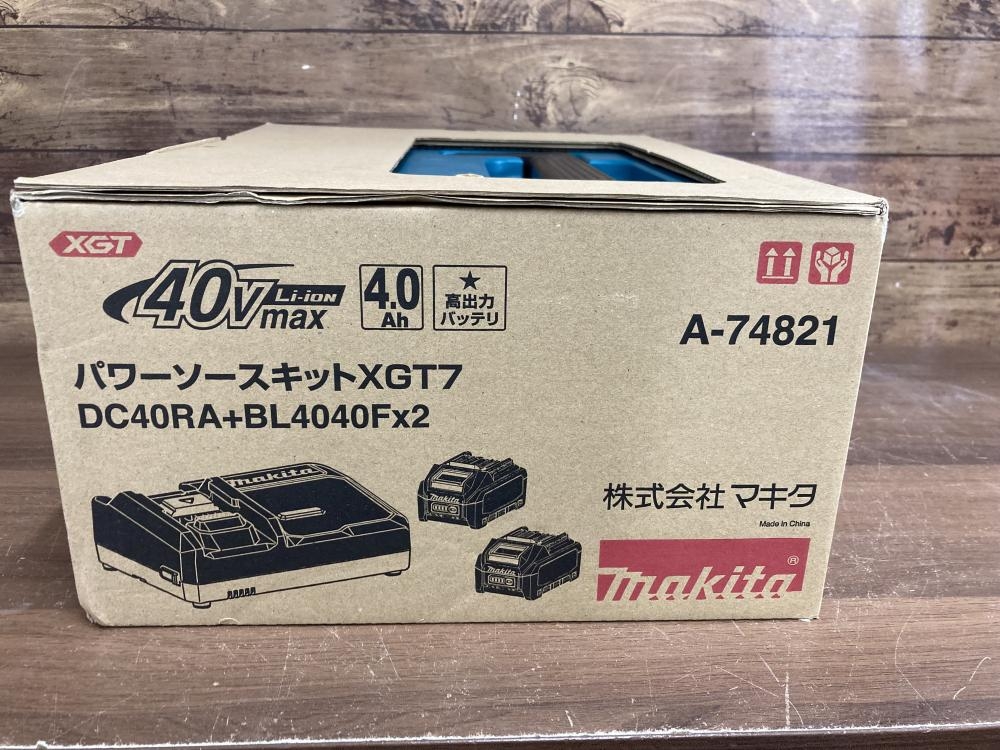 XGT
40Vmax Li-ion
4.0
Ah
★
高出力
バッテリ
A-74821
パワーソースキットXGT7
DC40RA+BL4040Fx2
makita
makita
makita
株式会社 マキタ
Made in China
makita®